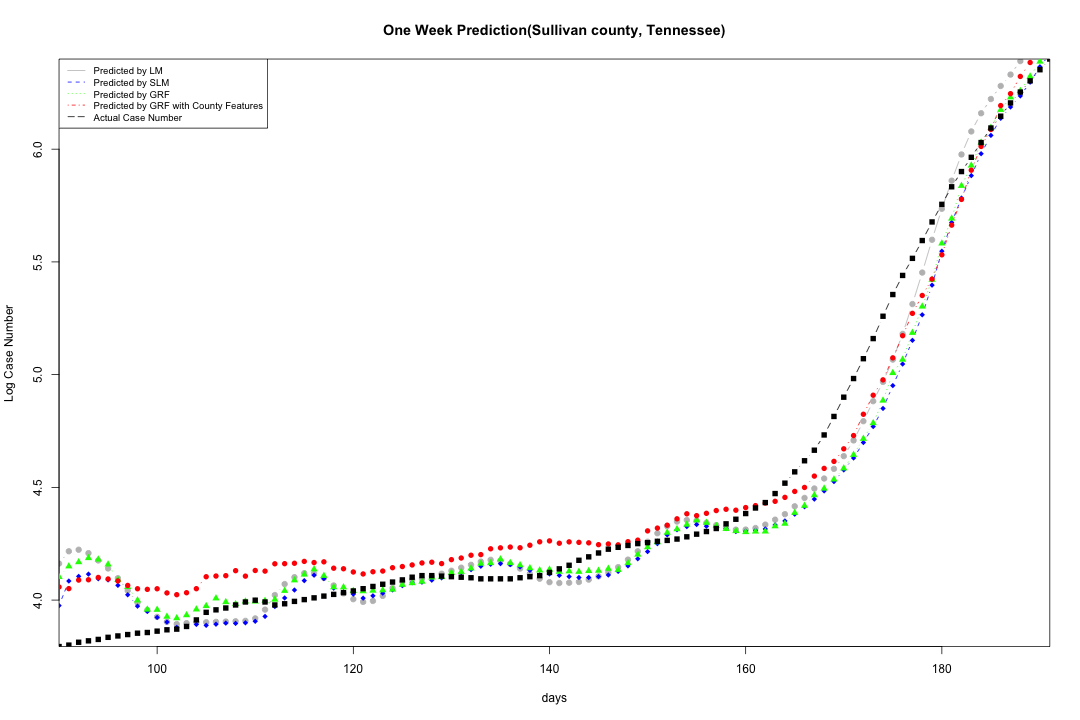 One Week Prediction(Sullivan county, Tennessee)
Predicted by LM
Predicted by SLM
Predicted by GRF
Predicted by GRF with County Features
Actual Case Number
6.0
5.5
5.0
4.5
4.0
Log Case Number
100 120 140 160 180
days